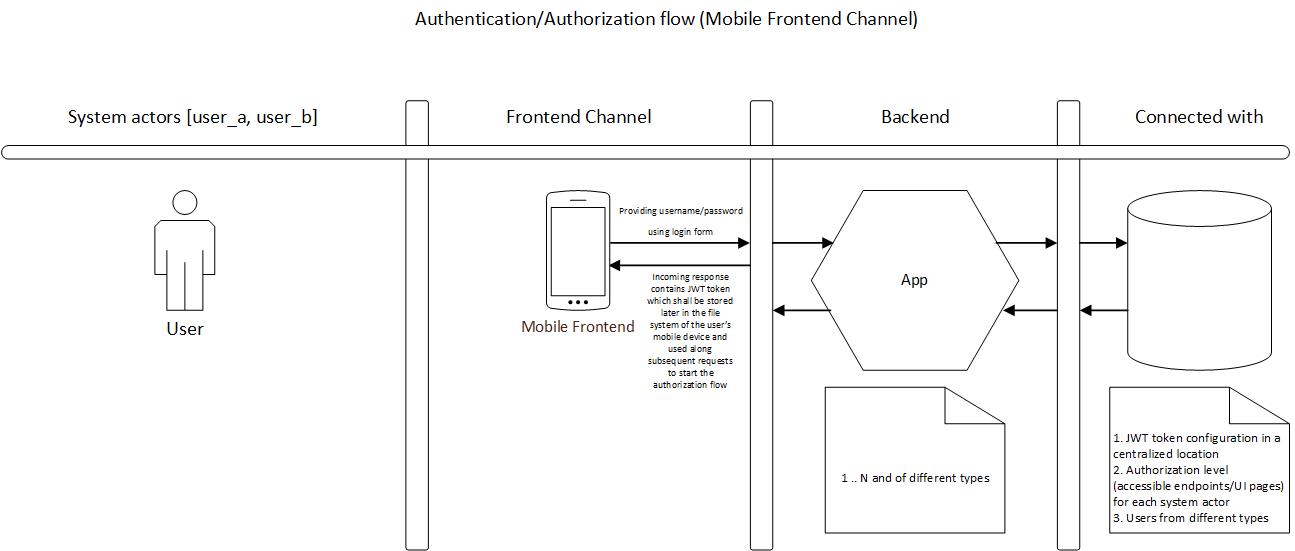 Authentication/Authorization flow (Mobile Frontend Channel)
System actors [user_a, user_b]
Frontend Channel
Backend
Connected with
User
Mobile Frontend
Providing username/password
using login form
Incoming response
contains JWT token
which shall be stored
later in the file
system of the user's
mobile device and
used along
subsequent requests
to start the
authorization flow
App
1 .. N and of different types
1. JWT token configuration in a
centralized location
2. Authorization level
(accessible endpoints/UI pages)
for each system actor
3. Users from different types